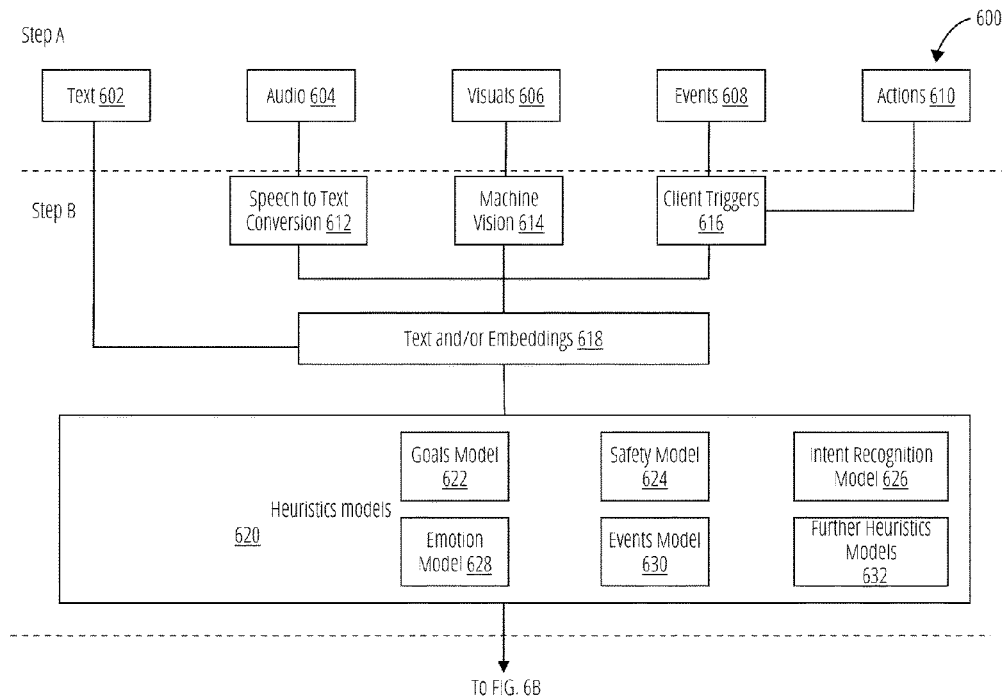 600
Step A
Text 602
Audio 604
Visuals 606
Events 608
Actions 610
Step B
Speech to Text
Conversion 612
Machine
Vision 614
Client Triggers
616
Text and/or Embeddings 618
Heuristics models
620
Goals Model
622
Safety Model
624
Intent Recognition
Model 626
Emotion
Model 628
Events Model
630
Further Heuristics
Models
632
TO FIG. 6B